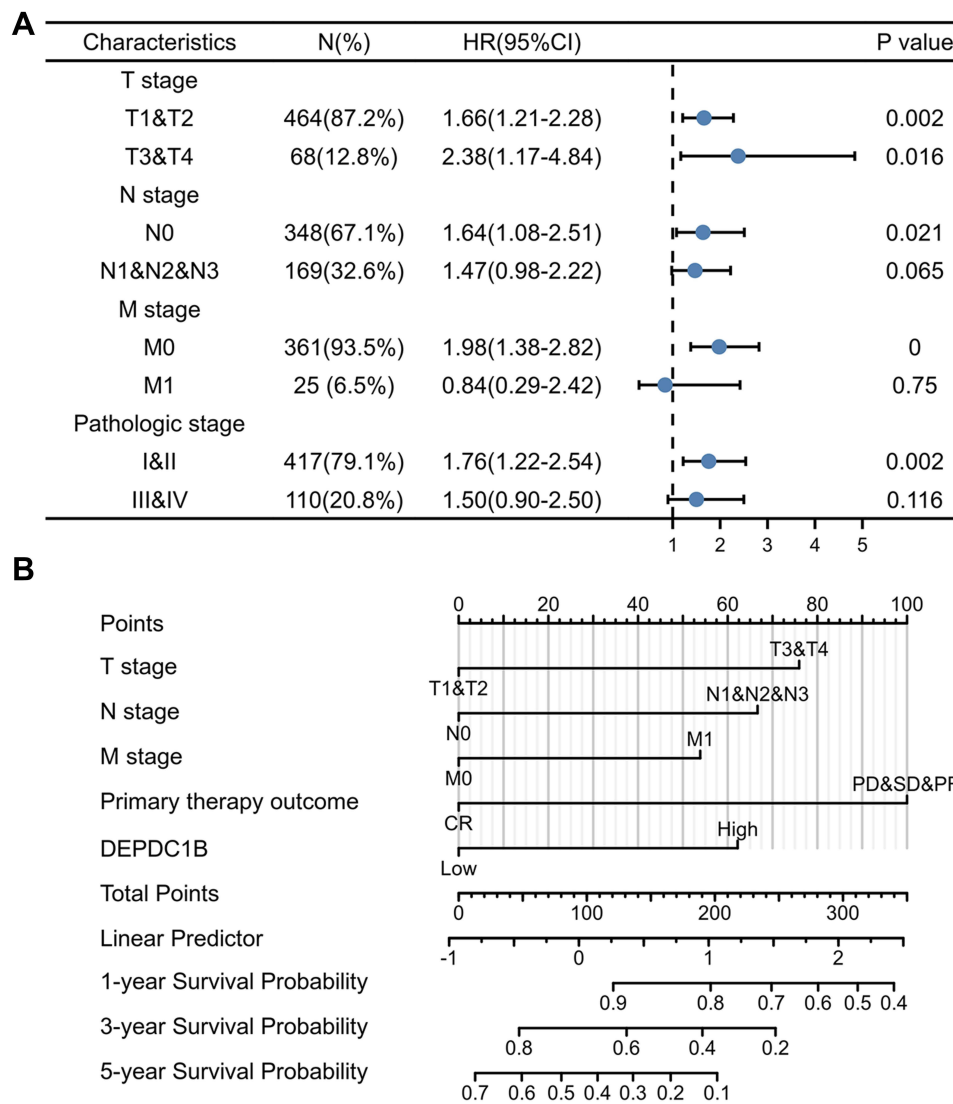 A
Characteristics N(%) HR(95%CI) P value
T stage
T1&T2 464(87.2%) 1.66(1.21-2.28) 0.002
T3&T4 68(12.8%) 2.38(1.17-4.84) 0.016
N stage
N0 348(67.1%) 1.64(1.08-2.51) 0.021
N1&N2&N3 169(32.6%) 1.47(0.98-2.22) 0.065
M stage
M0 361(93.5%) 1.98(1.38-2.82) 0
M1 25 (6.5%) 0.84(0.29-2.42) 0.75
Pathologic stage
I&II 417(79.1%) 1.76(1.22-2.54) 0.002
III&IV 110(20.8%) 1.50(0.90-2.50) 0.116
1 2 3 4 5
B
0 20 40 60 80 100
Points
T3&T4
T stage
T1&T2
N1&N2&N3
N stage
N0
M1
M stage
M0
PD&SD&PR
Primary therapy outcome
CR
High
DEPDC1B
Low
Total Points
0 100 200 300
Linear Predictor
-1 0 1 2
1-year Survival Probability
0.9 0.8 0.7 0.6 0.5 0.4
3-year Survival Probability
0.8 0.6 0.4 0.2
5-year Survival Probability
0.7 0.6 0.5 0.4 0.3 0.2 0.1